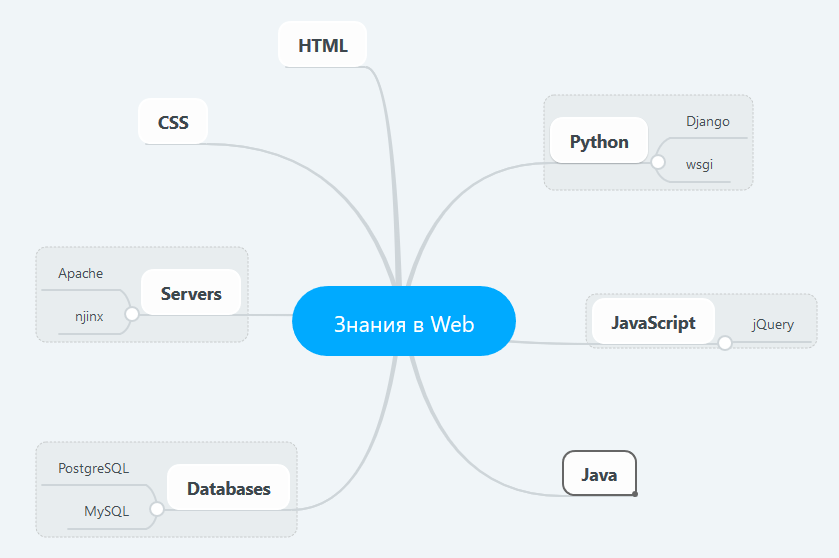 HTML
CSS
Python
Django
wsgi
Servers
Apache
njinx
Знания в Web
JavaScript
jQuery
Databases
PostgreSQL
MySQL
Java